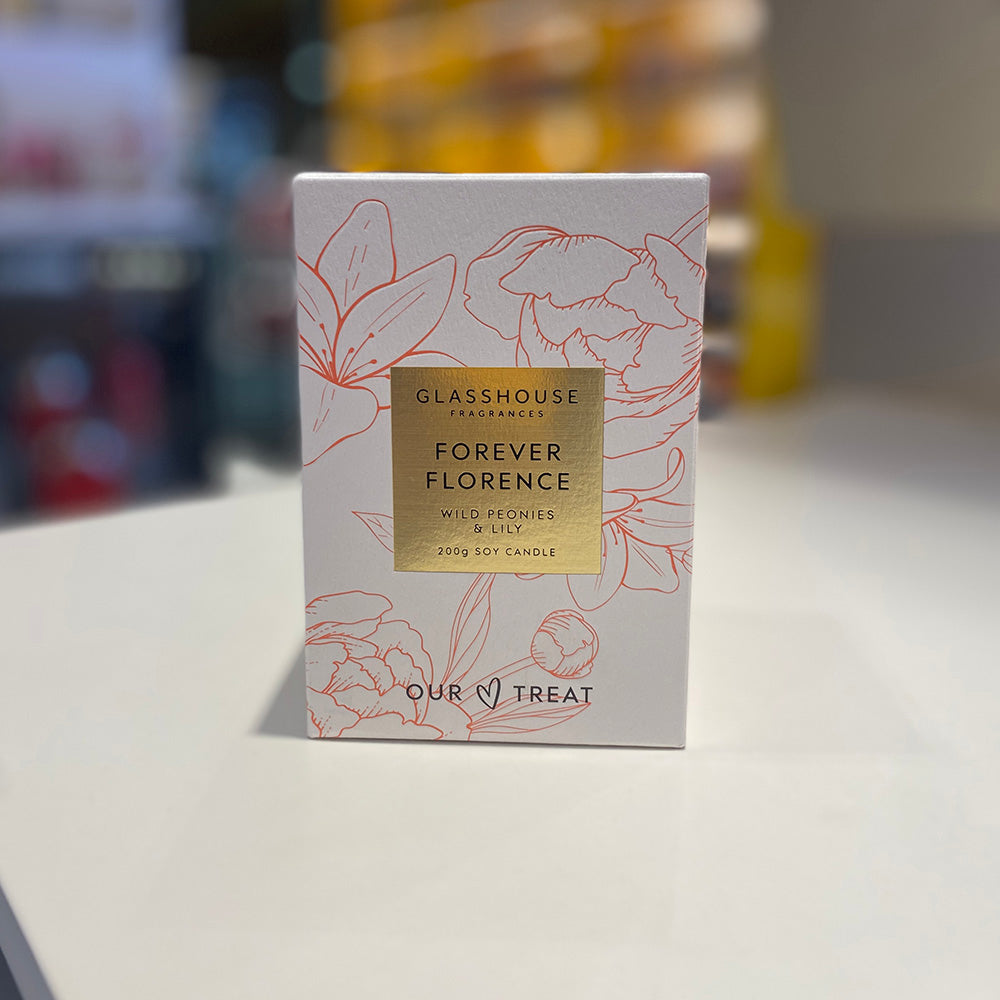 GLASSHOUSE
FRAGRANCES
FOREVER
FLORENCE
WILD PEONIES
& LILY
200g SOY CANDLE
OUR ♡ TREAT